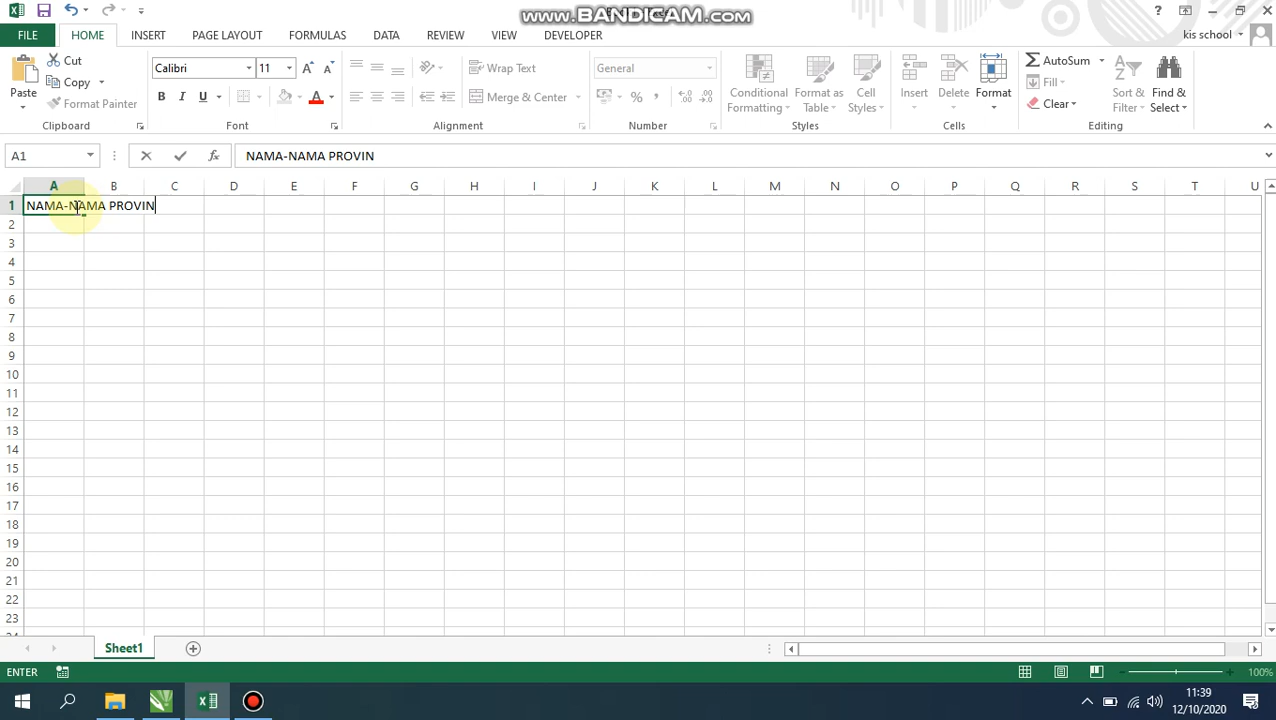 www.BANDICAM.com
FILE HOME INSERT PAGE LAYOUT FORMULAS DATA REVIEW VIEW DEVELOPER kis school
Paste Cut Copy Format Painter Clipboard
Calibri 11 B I U A Font
Wrap Text Merge & Center Alignment
General % , Number
Conditional Formatting Format as Table Cell Styles Styles
Insert Delete Format Cells
AutoSum Fill Clear Sort & Filter Find & Select Editing
A1 fx NAMA-NAMA PROVIN
A B C D E F G H I J K L M N O P Q R S T U
1 NAMA-NAMA PROVIN
2
3
4
5
6
7
8
9
10
11
12
13
14
15
16
17
18
19
20
21
22
23
Sheet1
ENTER 100%
11:39
12/10/2020